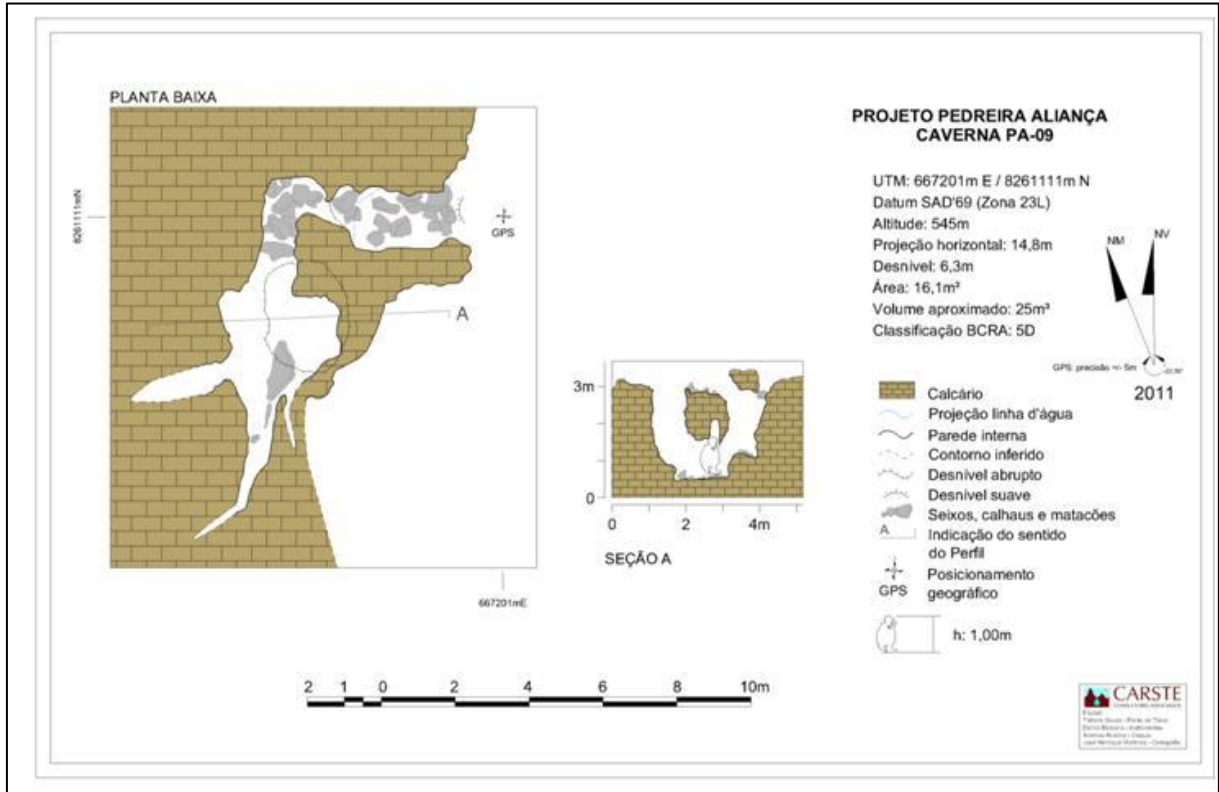 PLANTA BAIXA
8261111mN
GPS
A
667201mE
PROJETO PEDREIRA ALIANÇA
CAVERNA PA-09
UTM: 667201m E / 8261111m N
Datum SAD'69 (Zona 23L)
Altitude: 545m
Projeção horizontal: 14,8m
Desnível: 6,3m
Área: 16,1m²
Volume aproximado: 25m³
Classificação BCRA: 5D
NM NV
GPS: precisão +/- 5m
2011
3m
0
0 2 4m
SEÇÃO A
Calcário
Projeção linha d'água
Parede interna
Contorno inferido
Desnível abrupto
Desnível suave
Seixos, calhaus e matacões
A Indicação do sentido
do Perfil
Posicionamento
GPS geográfico
h: 1,00m
2 1 0 2 4 6 8 10m
CARSTE